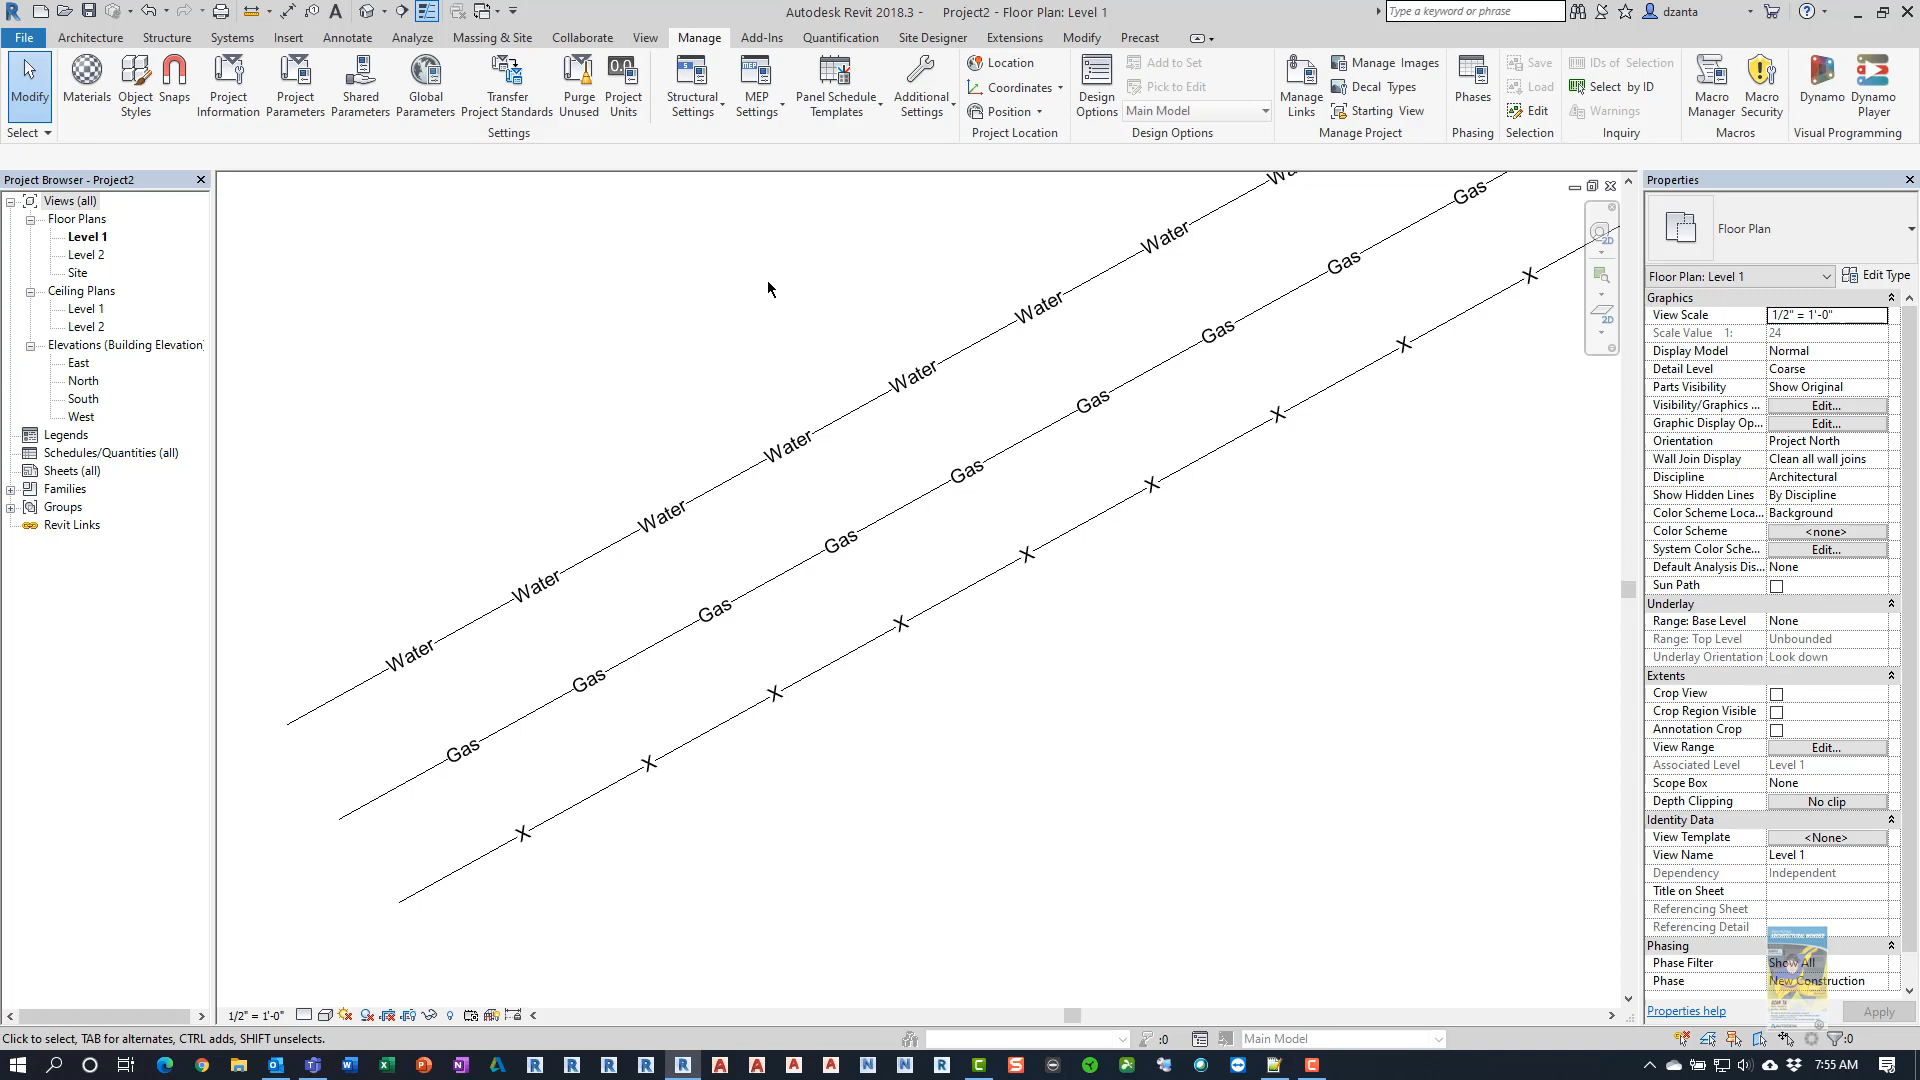 Autodesk Revit 2018.3 - Project2 - Floor Plan: Level 1
Type a keyword or phrase
dzanta
File Architecture Structure Systems Insert Annotate Analyze Massing & Site Collaborate View Manage Add-Ins Quantification Site Designer Extensions Modify Precast
Modify
Materials
Object Styles
Snaps
Project Information
Project Parameters
Shared Parameters
Global Parameters
Transfer Project Standards
Purge Unused
Project Units
Structural Settings
MEP Settings
Panel Schedule Templates
Additional Settings
Location
Coordinates
Position
Design Options
Add to Set
Pick to Edit
Main Model
Manage Links
Manage Images
Decal Types
Starting View
Phases
Save
Load
Edit
IDs of Selection
Select by ID
Warnings
Macro Manager
Macro Security
Dynamo
Dynamo Player
Select Settings Project Location Design Options Manage Project Phasing Selection Inquiry Macros Visual Programming
Project Browser - Project2
Views (all)
Floor Plans
Level 1
Level 2
Site
Ceiling Plans
Level 1
Level 2
Elevations (Building Elevation)
East
North
South
West
Legends
Schedules/Quantities (all)
Sheets (all)
Families
Groups
Revit Links
Wa
Water
Water
Water
Water
Water
Water
Water
Gas
Gas
Gas
Gas
Gas
Gas
Gas
Gas
Gas
X
X
X
X
X
X
X
X
X
2D
2D
Properties
Floor Plan
Floor Plan: Level 1 Edit Type
Graphics
View Scale 1/2" = 1'-0"
Scale Value 1: 24
Display Model Normal
Detail Level Coarse
Parts Visibility Show Original
Visibility/Graphics ... Edit...
Graphic Display Op... Edit...
Orientation Project North
Wall Join Display Clean all wall joins
Discipline Architectural
Show Hidden Lines By Discipline
Color Scheme Loca... Background
Color Scheme <none>
System Color Sche... Edit...
Default Analysis Dis... None
Sun Path
Underlay
Range: Base Level None
Range: Top Level Unbounded
Underlay Orientation Look down
Extents
Crop View
Crop Region Visible
Annotation Crop
View Range Edit...
Associated Level Level 1
Scope Box None
Depth Clipping No clip
Identity Data
View Template <None>
View Name Level 1
Dependency Independent
Title on Sheet
Referencing Sheet
Referencing Detail
Phasing
Phase Filter Show All
Phase New Construction
Properties help Apply
1/2" = 1'-0"
Click to select, TAB for alternates, CTRL adds, SHIFT unselects.
:0
Main Model
:0
7:55 AM